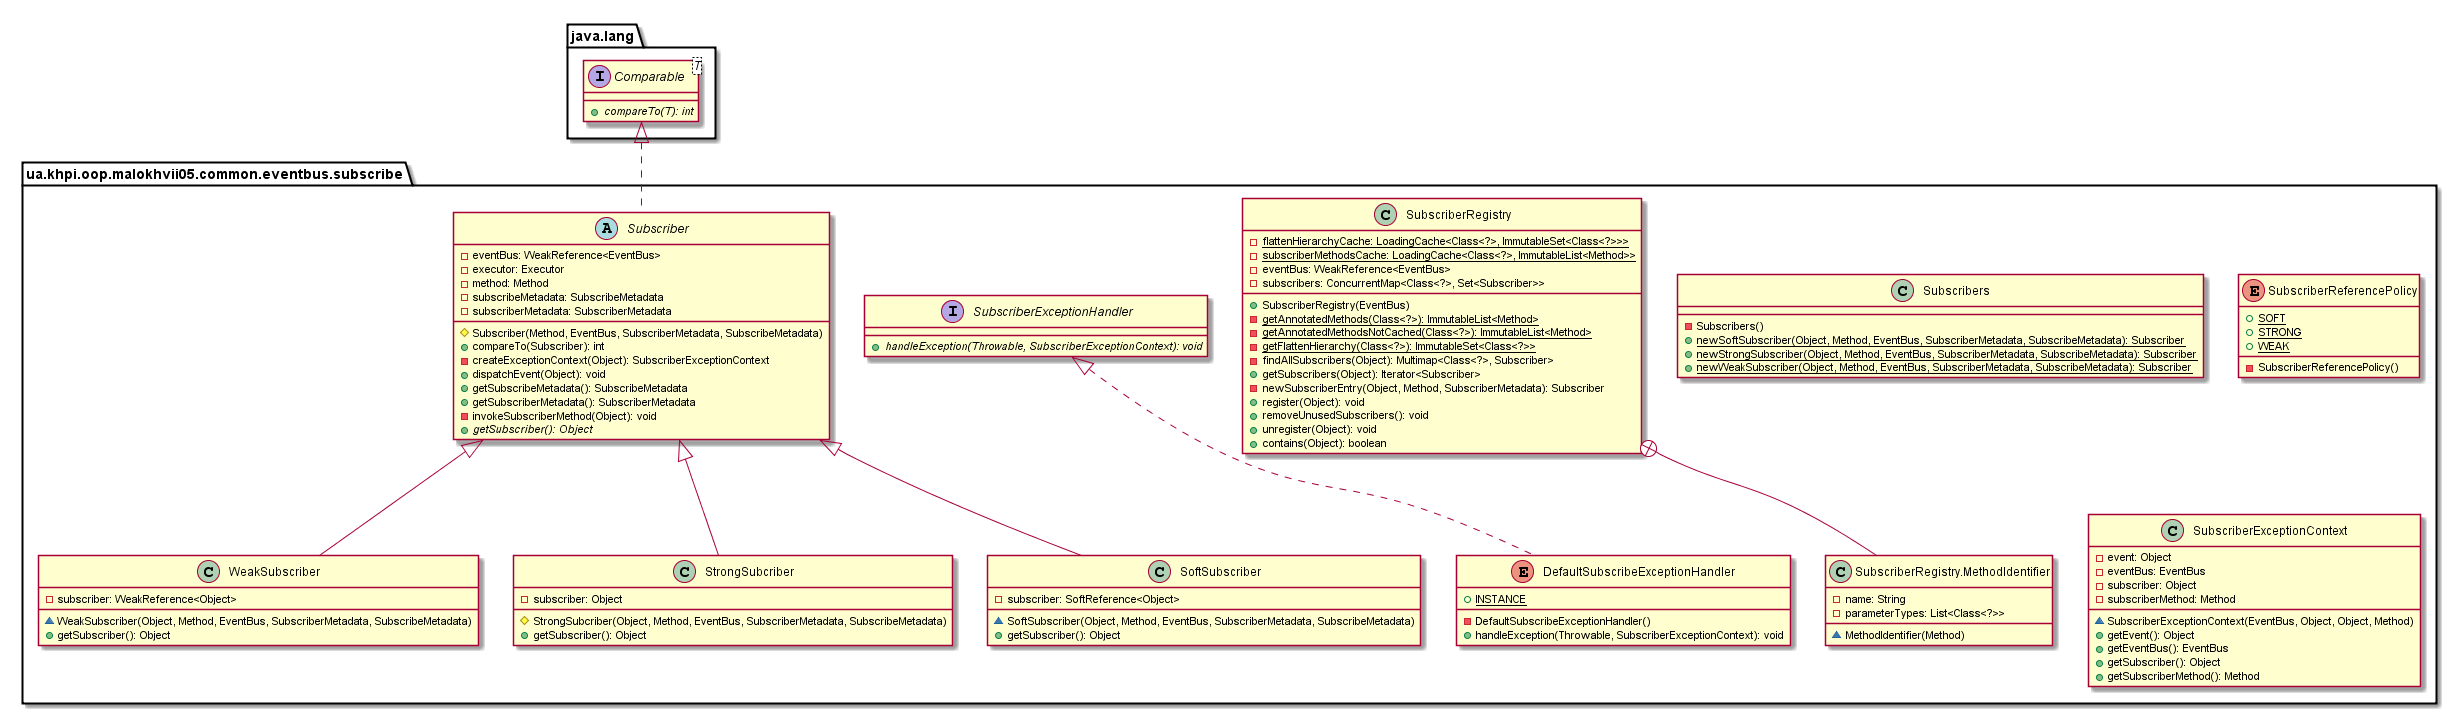 java.lang
I Comparable T
compareTo(T): int
ua.khpi.oop.malokhvii05.common.eventbus.subscribe
A Subscriber
eventBus: WeakReference<EventBus>
executor: Executor
method: Method
subscribeMetadata: SubscribeMetadata
subscriberMetadata: SubscriberMetadata
Subscriber(Method, EventBus, SubscriberMetadata, SubscribeMetadata)
compareTo(Subscriber): int
createExceptionContext(Object): SubscriberExceptionContext
dispatchEvent(Object): void
getSubscribeMetadata(): SubscribeMetadata
getSubscriberMetadata(): SubscriberMetadata
invokeSubscriberMethod(Object): void
getSubscriber(): Object
I SubscriberExceptionHandler
handleException(Throwable, SubscriberExceptionContext): void
C SubscriberRegistry
flattenHierarchyCache: LoadingCache<Class<?>, ImmutableSet<Class<?>>>
subscriberMethodsCache: LoadingCache<Class<?>, ImmutableList<Method>>
eventBus: WeakReference<EventBus>
subscribers: ConcurrentMap<Class<?>, Set<Subscriber>>
SubscriberRegistry(EventBus)
getAnnotatedMethods(Class<?>): ImmutableList<Method>
getAnnotatedMethodsNotCached(Class<?>): ImmutableList<Method>
getFlattenHierarchy(Class<?>): ImmutableSet<Class<?>>
findAllSubscribers(Object): Multimap<Class<?>, Subscriber>
getSubscribers(Object): Iterator<Subscriber>
newSubscriberEntry(Object, Method, SubscriberMetadata): Subscriber
register(Object): void
removeUnusedSubscribers(): void
unregister(Object): void
contains(Object): boolean
C Subscribers
Subscribers()
newSoftSubscriber(Object, Method, EventBus, SubscriberMetadata, SubscribeMetadata): Subscriber
newStrongSubscriber(Object, Method, EventBus, SubscriberMetadata, SubscribeMetadata): Subscriber
newWeakSubscriber(Object, Method, EventBus, SubscriberMetadata, SubscribeMetadata): Subscriber
E SubscriberReferencePolicy
SOFT
STRONG
WEAK
SubscriberReferencePolicy()
C WeakSubscriber
subscriber: WeakReference<Object>
WeakSubscriber(Object, Method, EventBus, SubscriberMetadata, SubscribeMetadata)
getSubscriber(): Object
C StrongSubcriber
subscriber: Object
StrongSubcriber(Object, Method, EventBus, SubscriberMetadata, SubscribeMetadata)
getSubscriber(): Object
C SoftSubscriber
subscriber: SoftReference<Object>
SoftSubscriber(Object, Method, EventBus, SubscriberMetadata, SubscribeMetadata)
getSubscriber(): Object
E DefaultSubscribeExceptionHandler
INSTANCE
DefaultSubscribeExceptionHandler()
handleException(Throwable, SubscriberExceptionContext): void
C SubscriberRegistry.MethodIdentifier
name: String
parameterTypes: List<Class<?>>
MethodIdentifier(Method)
C SubscriberExceptionContext
event: Object
eventBus: EventBus
subscriber: Object
subscriberMethod: Method
SubscriberExceptionContext(EventBus, Object, Object, Method)
getEvent(): Object
getEventBus(): EventBus
getSubscriber(): Object
getSubscriberMethod(): Method